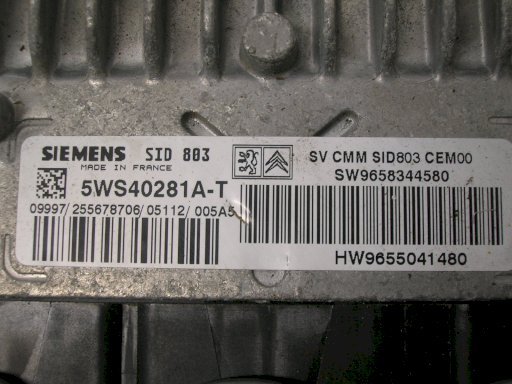 SIEMENS SID 803
MADE IN FRANCE
5WS40281A-T
09997/255678706/05112/005A5
SV CMM SID803 CEM00
SW9658344580
HW9655041480